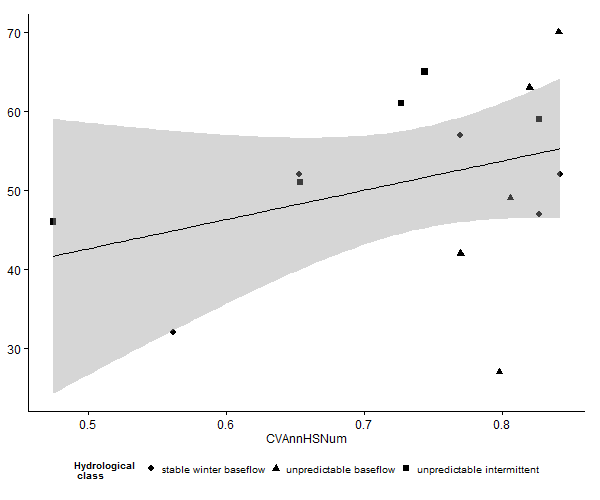 70
60
50
40
30
0.5 0.6 0.7 0.8
CVAnnHSNum
Hydrological
class
stable winter baseflow unpredictable baseflow unpredictable intermittent